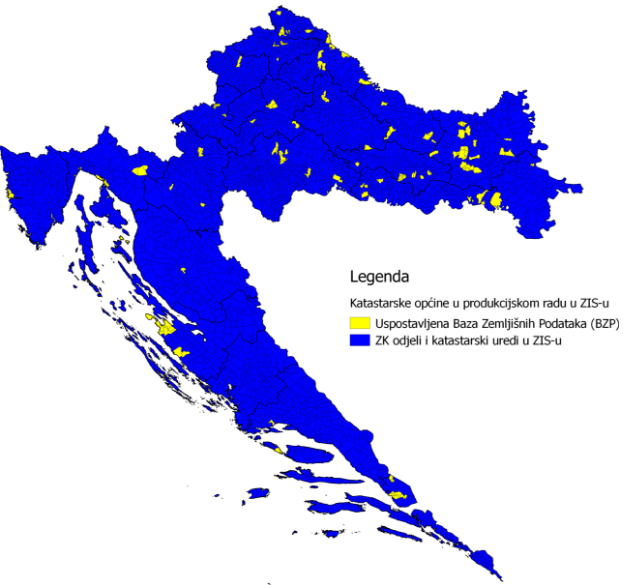 Legenda
Katastarske općine u produkcijskom radu u ZIS-u
Uspostavljena Baza Zemljišnih Podataka (BZP)
ZK odjeli i katastarski uredi u ZIS-u